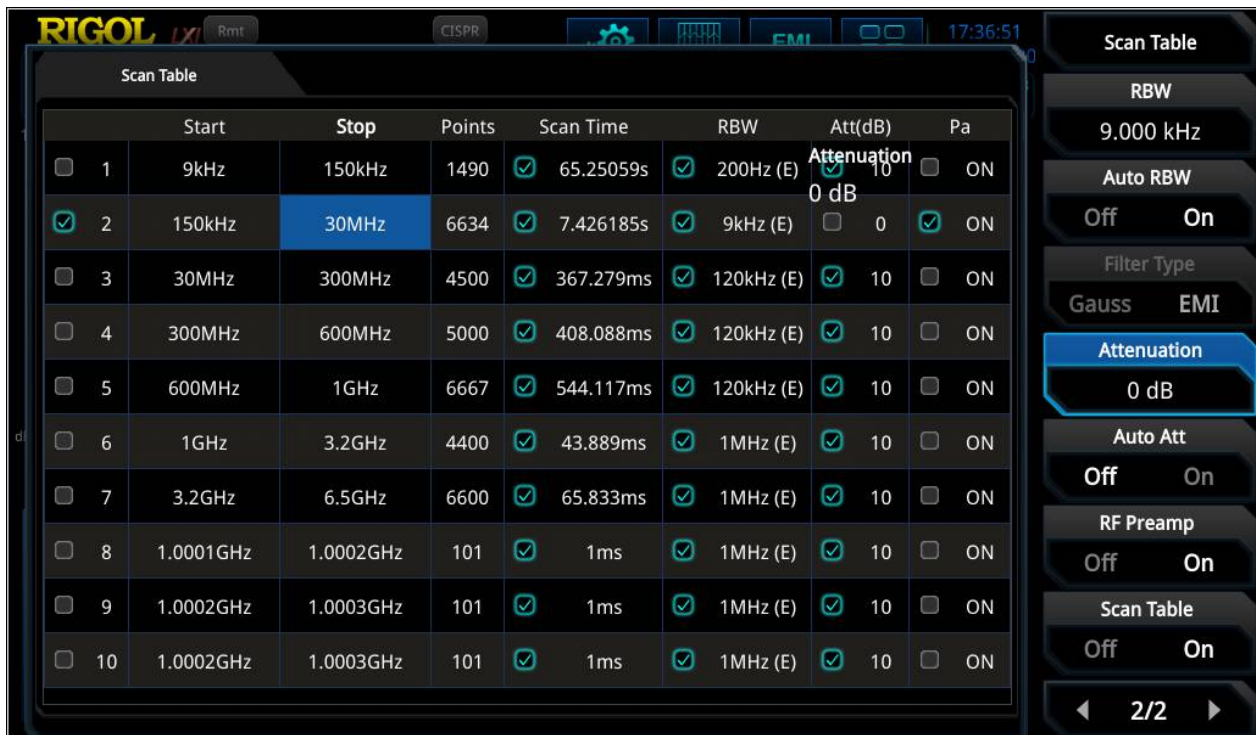 RIGOL LXI Rmt CISPR EMI 17:36:51
Scan Table
Start Stop Points Scan Time RBW Att(dB) Pa
1 9kHz 150kHz 1490 65.25059s 200Hz (E) 10 ON
Attenuation
0 dB
2 150kHz 30MHz 6634 7.426185s 9kHz (E) 0 ON
3 30MHz 300MHz 4500 367.279ms 120kHz (E) 10 ON
4 300MHz 600MHz 5000 408.088ms 120kHz (E) 10 ON
5 600MHz 1GHz 6667 544.117ms 120kHz (E) 10 ON
6 1GHz 3.2GHz 4400 43.889ms 1MHz (E) 10 ON
7 3.2GHz 6.5GHz 6600 65.833ms 1MHz (E) 10 ON
8 1.0001GHz 1.0002GHz 101 1ms 1MHz (E) 10 ON
9 1.0002GHz 1.0003GHz 101 1ms 1MHz (E) 10 ON
10 1.0002GHz 1.0003GHz 101 1ms 1MHz (E) 10 ON
Scan Table
RBW
9.000 kHz
Auto RBW
Off On
Filter Type
Gauss EMI
Attenuation
0 dB
Auto Att
Off On
RF Preamp
Off On
Scan Table
Off On
2/2